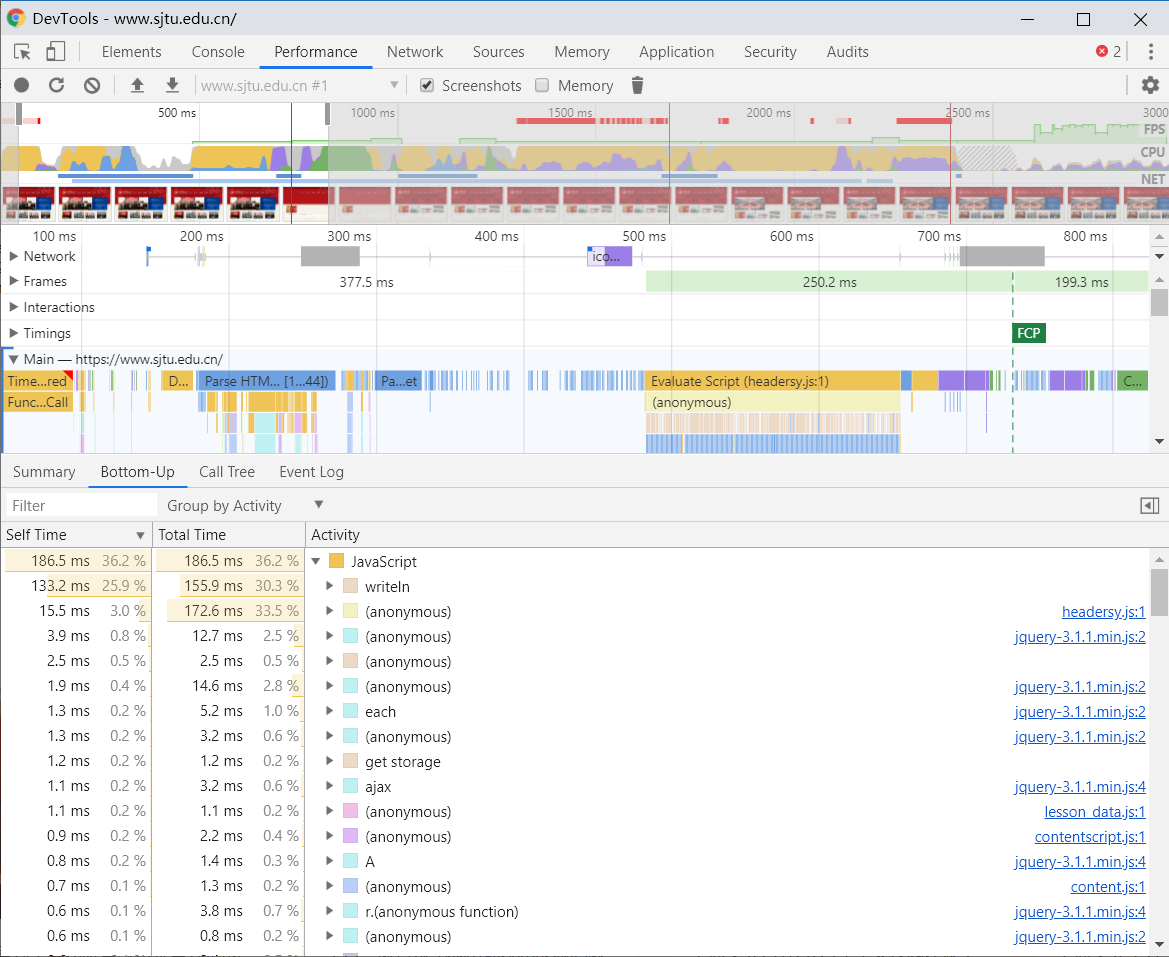 DevTools - www.sjtu.edu.cn/
Elements Console Performance Network Sources Memory Application Security Audits 2
www.sjtu.edu.cn #1 Screenshots Memory
500 ms 1000 ms 1500 ms 2000 ms 2500 ms 3000
FPS
CPU
NET
100 ms 200 ms 300 ms 400 ms 500 ms 600 ms 700 ms 800 ms
Network ico...
Frames 377.5 ms 250.2 ms 199.3 ms
Interactions
Timings FCP
Main — https://www.sjtu.edu.cn/
Time...red D... Parse HTM... [1...44]) Pa...et Evaluate Script (headersy.js:1) C...
Func...Call (anonymous)
Summary Bottom-Up Call Tree Event Log
Filter Group by Activity
Self Time Total Time Activity
186.5 ms 36.2 % 186.5 ms 36.2 % JavaScript
133.2 ms 25.9 % 155.9 ms 30.3 % writeln
15.5 ms 3.0 % 172.6 ms 33.5 % (anonymous) headersy.js:1
3.9 ms 0.8 % 12.7 ms 2.5 % (anonymous) jquery-3.1.1.min.js:2
2.5 ms 0.5 % 2.5 ms 0.5 % (anonymous)
1.9 ms 0.4 % 14.6 ms 2.8 % (anonymous) jquery-3.1.1.min.js:2
1.3 ms 0.2 % 5.2 ms 1.0 % each jquery-3.1.1.min.js:2
1.3 ms 0.2 % 3.2 ms 0.6 % (anonymous) jquery-3.1.1.min.js:2
1.2 ms 0.2 % 1.2 ms 0.2 % get storage
1.1 ms 0.2 % 3.2 ms 0.6 % ajax jquery-3.1.1.min.js:4
1.1 ms 0.2 % 1.1 ms 0.2 % (anonymous) lesson_data.js:1
0.9 ms 0.2 % 2.2 ms 0.4 % (anonymous) contentscript.js:1
0.8 ms 0.2 % 1.4 ms 0.3 % A jquery-3.1.1.min.js:4
0.7 ms 0.1 % 1.3 ms 0.2 % (anonymous) content.js:1
0.6 ms 0.1 % 3.8 ms 0.7 % r.(anonymous function) jquery-3.1.1.min.js:4
0.6 ms 0.1 % 0.8 ms 0.2 % (anonymous) jquery-3.1.1.min.js:2